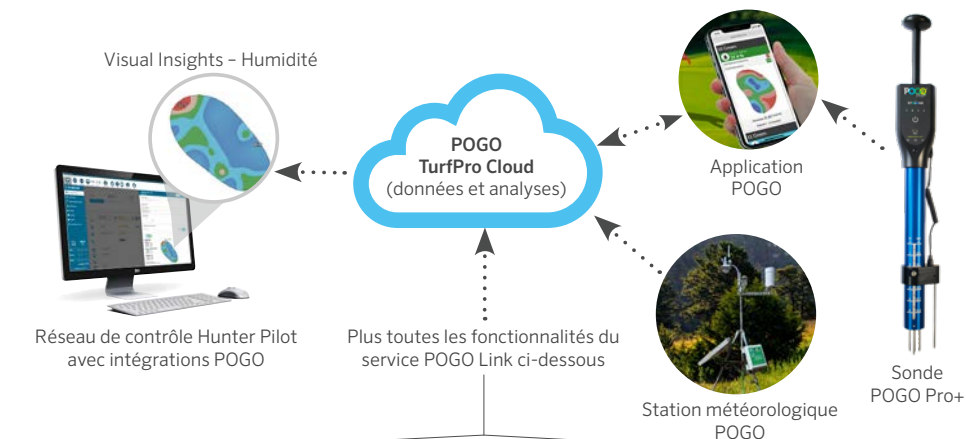 Visual Insights – Humidité
POGO
TurfPro Cloud
(données et analyses)
Application
POGO
POGO
Réseau de contrôle Hunter Pilot
avec intégrations POGO
Plus toutes les fonctionnalités du
service POGO Link ci-dessous
Station météorologique
POGO
Sonde
POGO Pro+